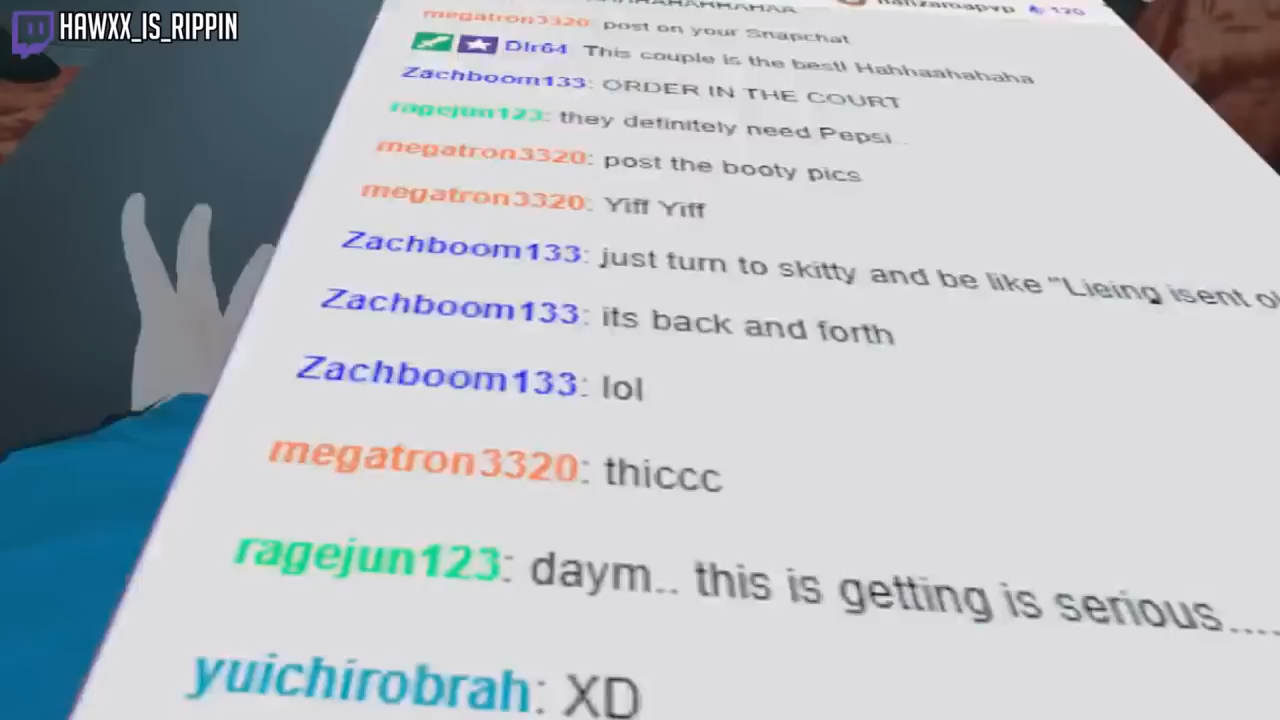 HAWXX_IS_RIPPIN
120
megatron3320 post on your Snapchat
Dlr64 This couple is the best! Hahhaahahaha
Zachboom133: ORDER IN THE COURT
ragejun123: they definitely need Pepsi..
megatron3320: post the booty pics
megatron3320: Yiff Yiff
Zachboom133: just turn to skitty and be like "Lieing isent
Zachboom133: its back and forth
Zachboom133: lol
megatron3320: thiccc
ragejun123: daym.. this is getting is serious....
yuichirobrah: XD